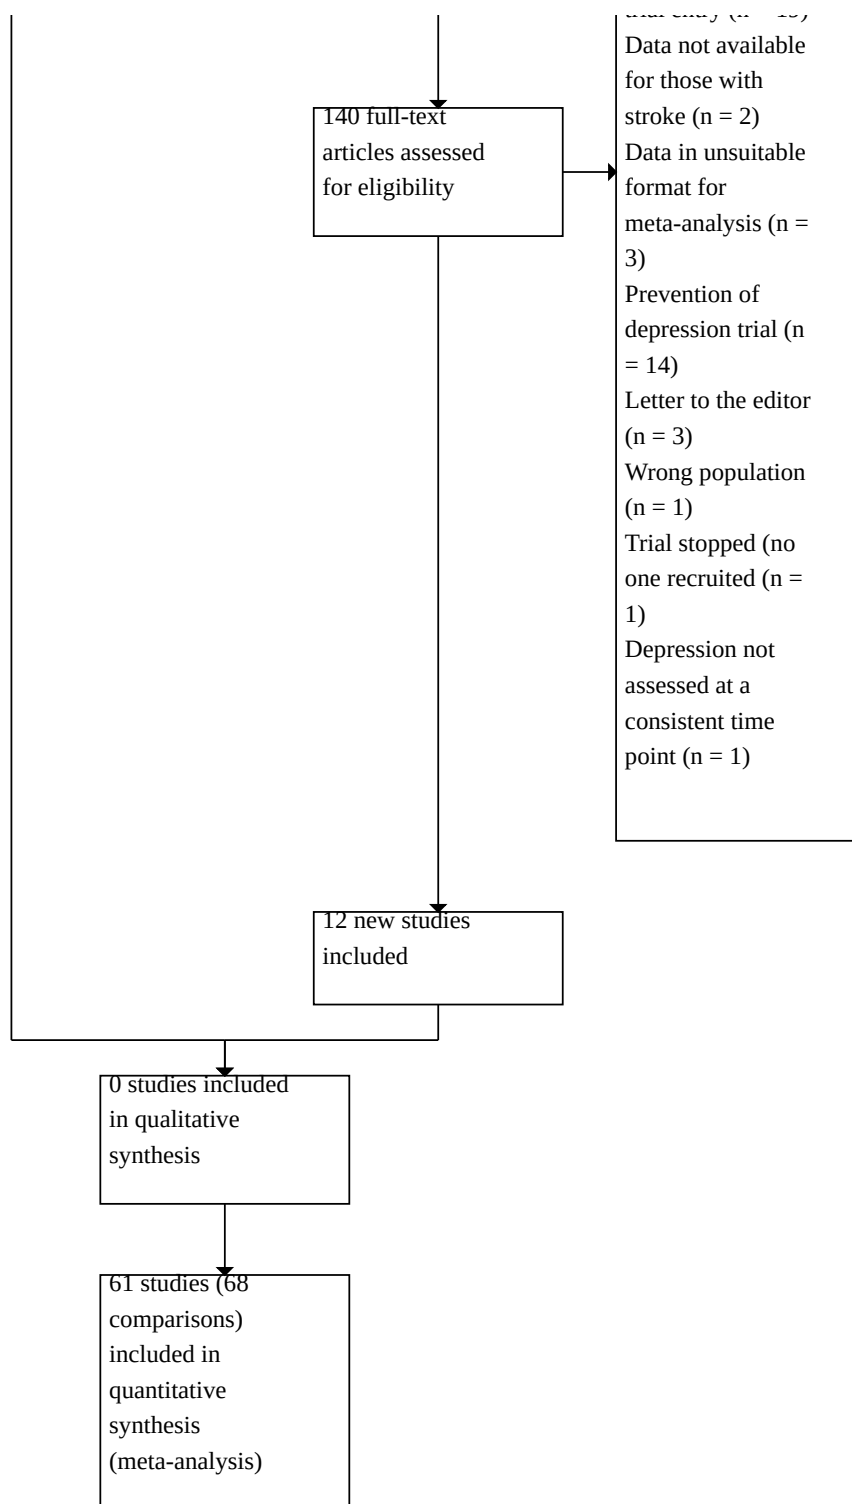 trial entry (n = 15)
Data not available
for those with
stroke (n = 2)
140 full-text
articles assessed
for eligibility
Data in unsuitable
format for
meta-analysis (n =
3)
Prevention of
depression trial (n
= 14)
Letter to the editor
(n = 3)
Wrong population
(n = 1)
Trial stopped (no
one recruited (n =
1)
Depression not
assessed at a
consistent time
point (n = 1)
12 new studies
included
0 studies included
in qualitative
synthesis
61 studies (68
comparisons)
included in
quantitative
synthesis
(meta-analysis)